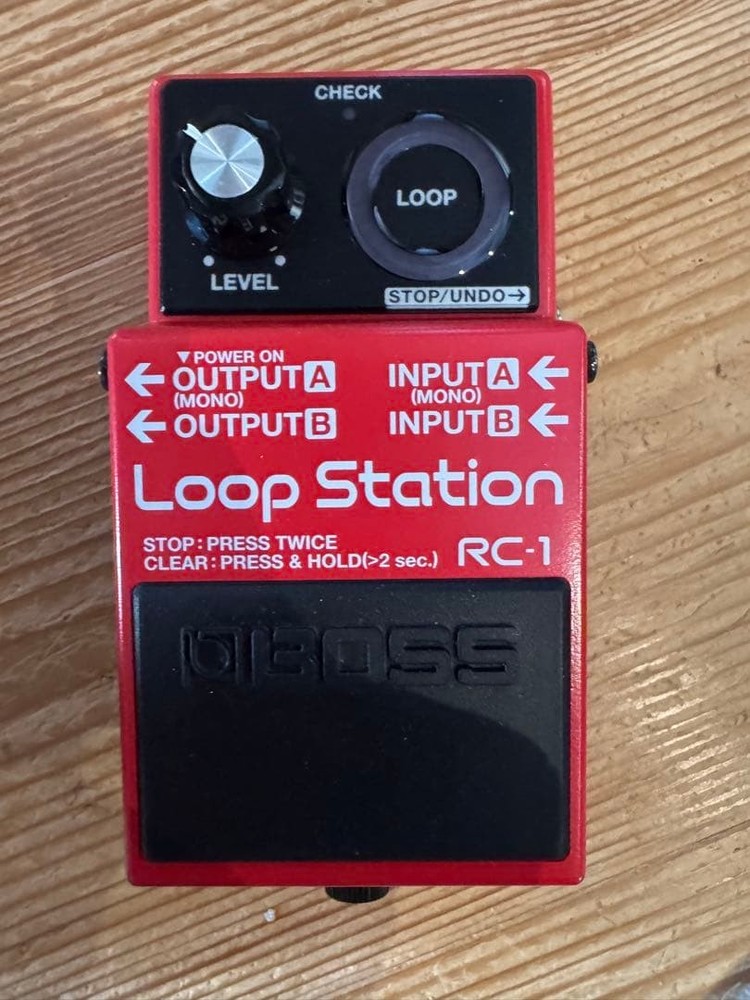 CHECK
LOOP
LEVEL
STOP/UNDO→
▼POWER ON
←OUTPUT A
(MONO)
←OUTPUT B
INPUT A←
(MONO)
INPUT B←
Loop Station
STOP:PRESS TWICE
CLEAR:PRESS & HOLD(>2 sec.)
RC-1
BOSS